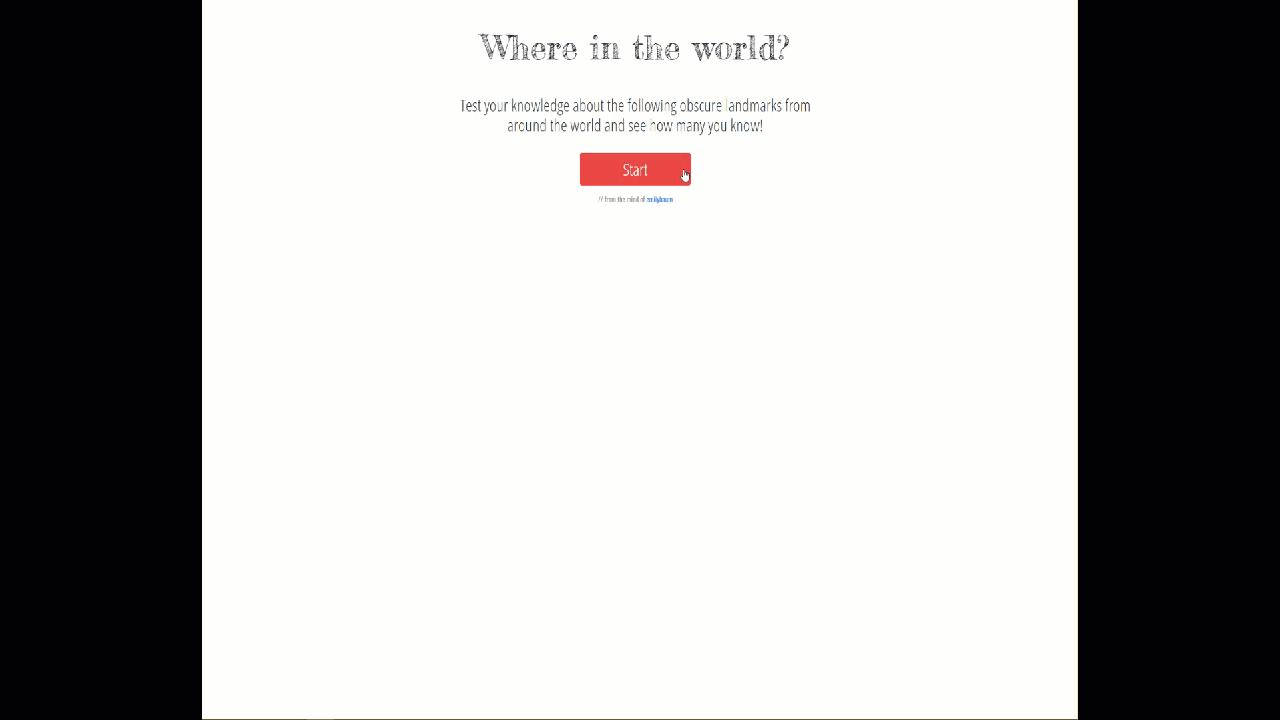 Where in the world?
Test your knowledge about the following obscure landmarks from
around the world and see how many you know!
Start
// from the mind of